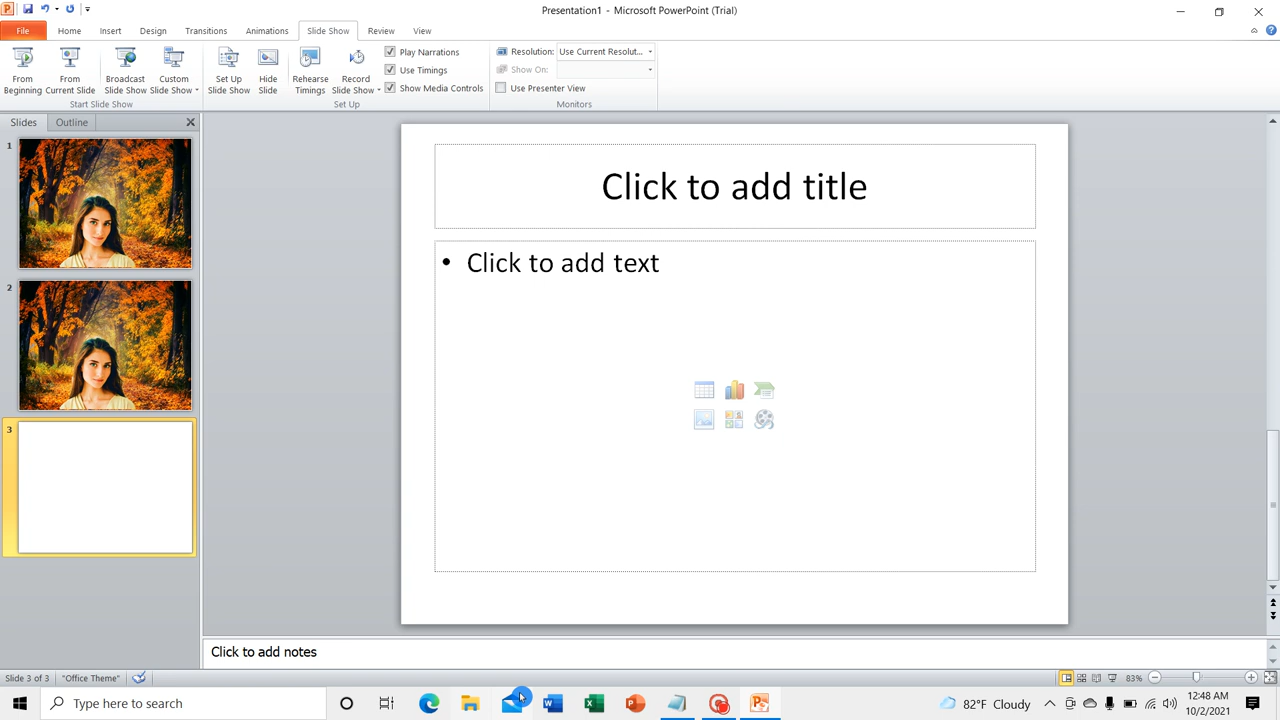 Presentation1 - Microsoft PowerPoint (Trial)
File Home Insert Design Transitions Animations Slide Show Review View
From Beginning
From Current Slide
Broadcast Slide Show
Custom Slide Show
Start Slide Show
Set Up Slide Show
Hide Slide
Rehearse Timings
Record Slide Show
Play Narrations
Use Timings
Show Media Controls
Set Up
Resolution: Use Current Resolut...
Show On:
Use Presenter View
Monitors
Slides Outline
1
2
3
Click to add title
• Click to add text
Click to add notes
Slide 3 of 3 "Office Theme" 83%
Type here to search
82°F Cloudy
12:48 AM
10/2/2021